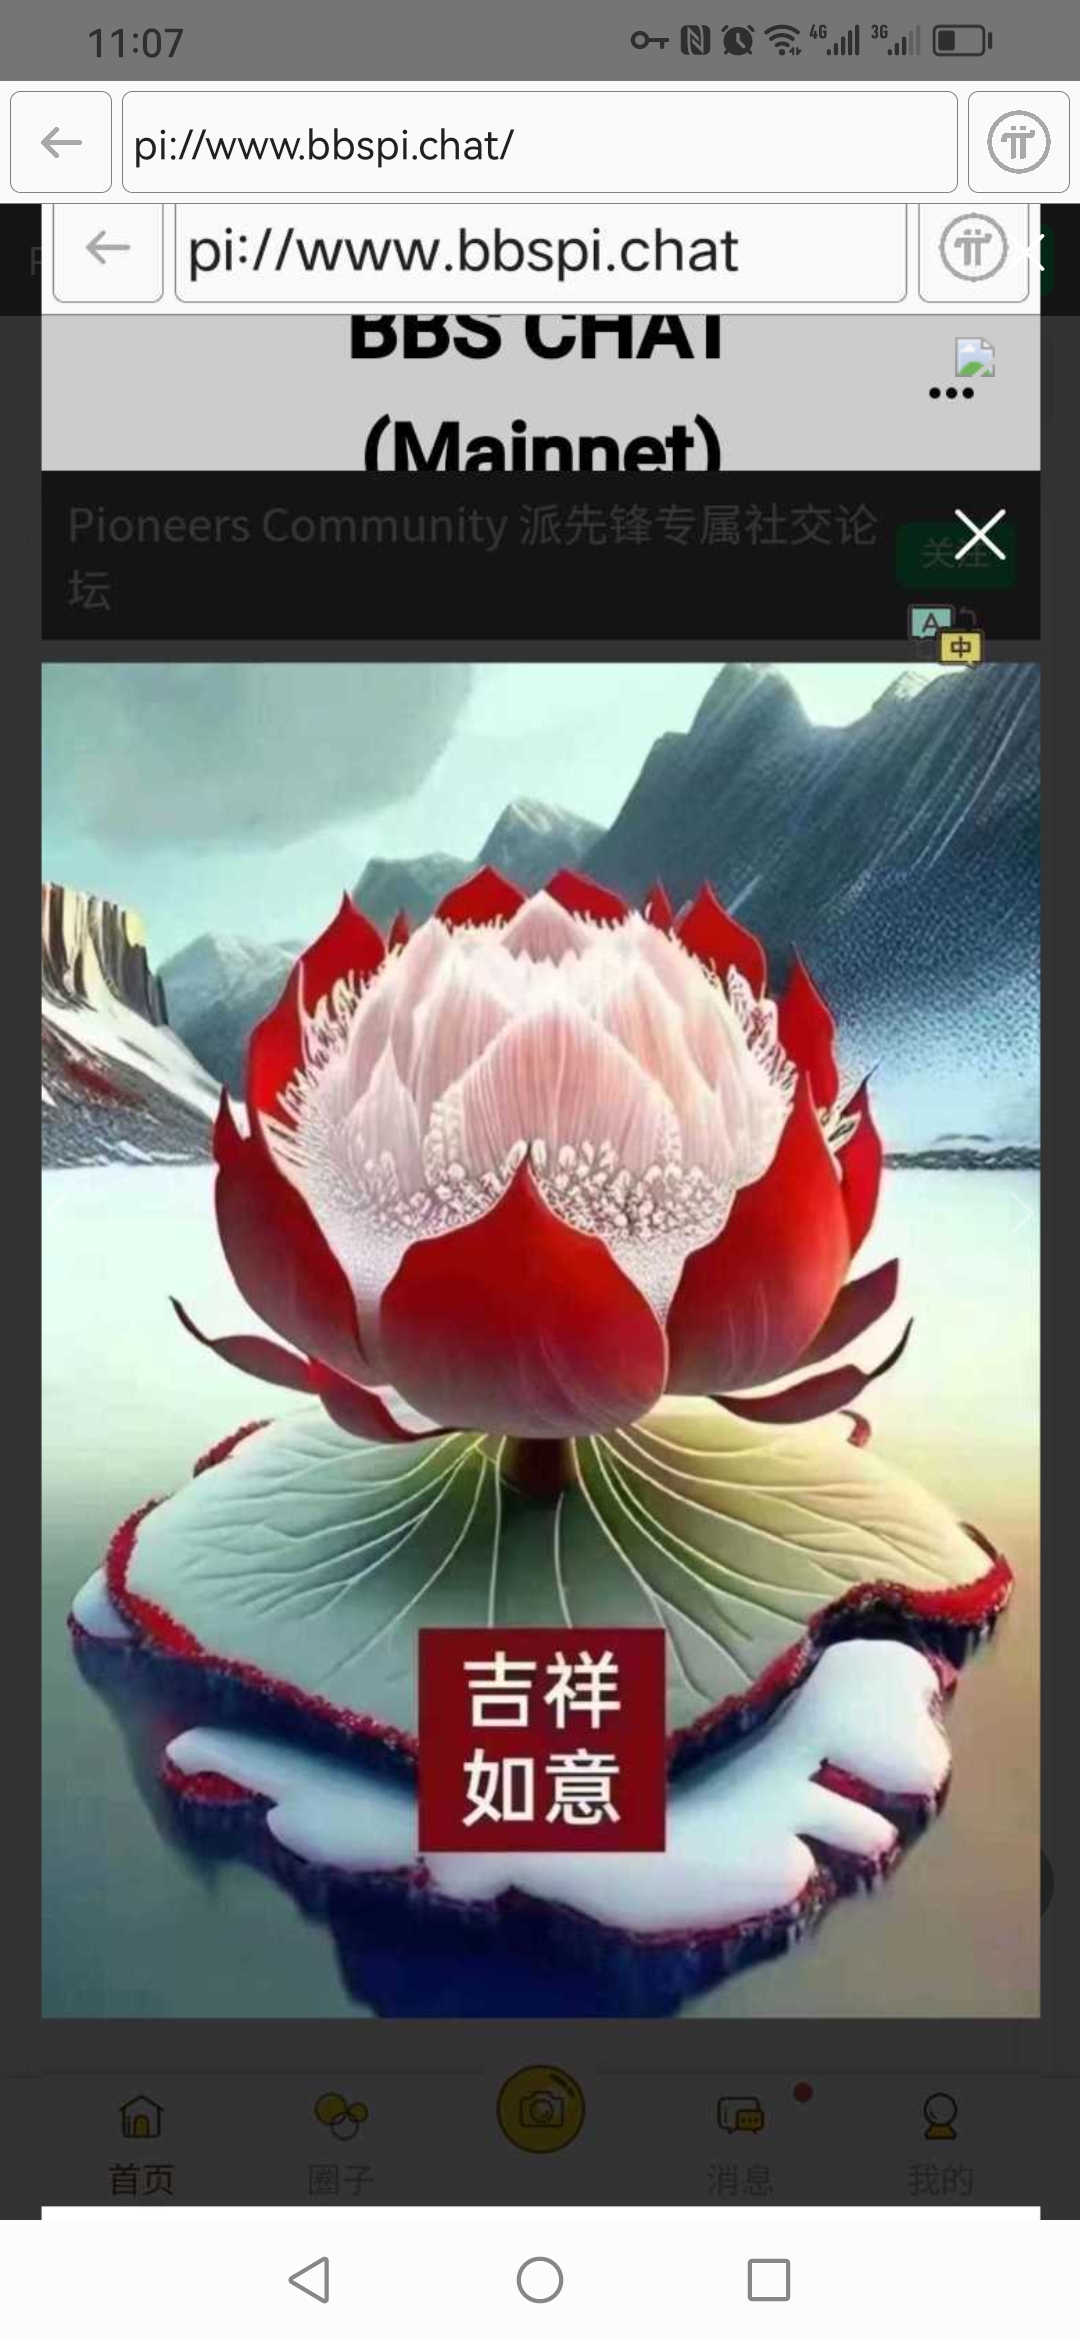 11:07
4G
3G
pi://www.bbspi.chat/
pi://www.bbspi.chat
BBS CHAT
(Mainnet)
Pioneers Community 派先锋专属社交论
坛
关注
A
中
吉祥
如意
首页
圈子
消息
我的